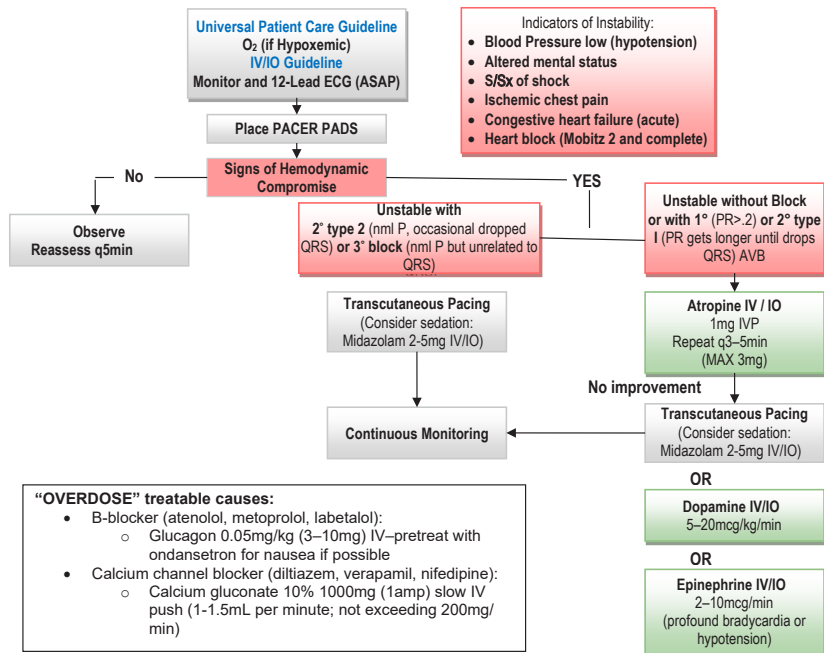 Universal Patient Care Guideline
O₂ (if Hypoxemic)
IV/IO Guideline
Monitor and 12-Lead ECG (ASAP)
Indicators of Instability:
• Blood Pressure low (hypotension)
• Altered mental status
• S/Sx of shock
• Ischemic chest pain
• Congestive heart failure (acute)
• Heart block (Mobitz 2 and complete)
Place PACER PADS
Signs of Hemodynamic
Compromise
No
YES
Observe
Reassess q5min
Unstable with
2° type 2 (nml P, occasional dropped
QRS) or 3° block (nml P but unrelated to
QRS)
Unstable without Block
or with 1° (PR>.2) or 2° type
I (PR gets longer until drops
QRS) AVB
Transcutaneous Pacing
(Consider sedation:
Midazolam 2-5mg IV/IO)
Atropine IV / IO
1mg IVP
Repeat q3–5min
(MAX 3mg)
No improvement
Continuous Monitoring
Transcutaneous Pacing
(Consider sedation:
Midazolam 2-5mg IV/IO)
OR
Dopamine IV/IO
5–20mcg/kg/min
OR
Epinephrine IV/IO
2–10mcg/min
(profound bradycardia or
hypotension)
“OVERDOSE” treatable causes:
• B-blocker (atenolol, metoprolol, labetalol):
o Glucagon 0.05mg/kg (3–10mg) IV–pretreat with
ondansetron for nausea if possible
• Calcium channel blocker (diltiazem, verapamil, nifedipine):
o Calcium gluconate 10% 1000mg (1amp) slow IV
push (1-1.5mL per minute; not exceeding 200mg/
min)